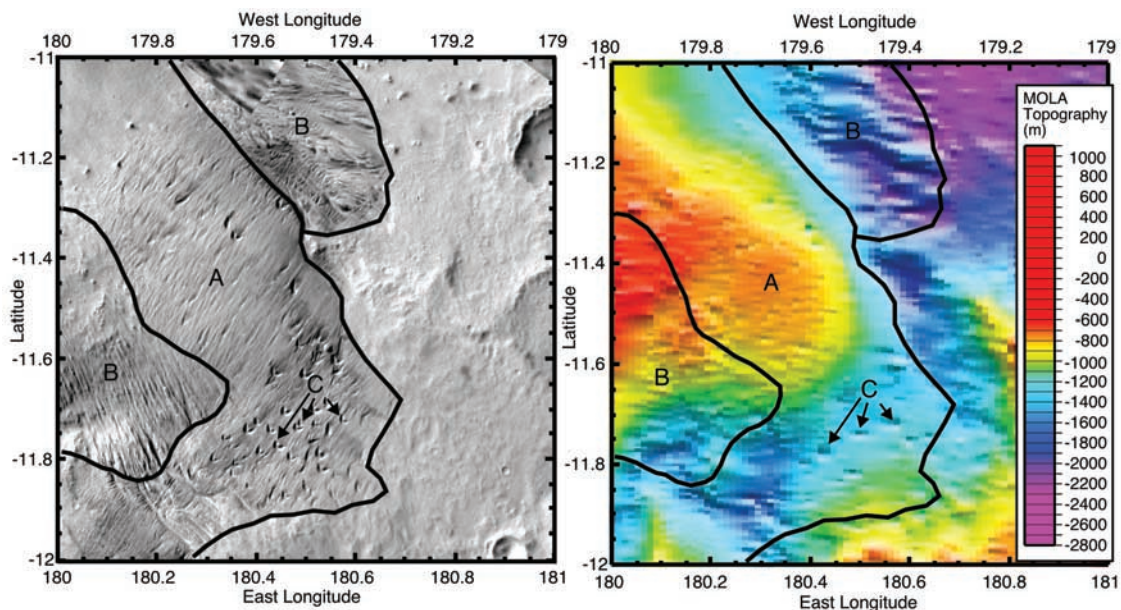 West Longitude
180 179.8 179.6 179.4 179.2 179
-11
-11.2
-11.4
-11.6
-11.8
-12
Latitude
B
A
B
C
180 180.2 180.4 180.6 180.8 181
East Longitude
West Longitude
180 179.8 179.6 179.4 179.2 179
-11
-11.2
-11.4
-11.6
-11.8
-12
Latitude
B
A
B
C
180 180.2 180.4 180.6 180.8 181
East Longitude
MOLA
Topography
(m)
1000
800
600
400
200
0
-200
-400
-600
-800
-1000
-1200
-1400
-1600
-1800
-2000
-2200
-2400
-2600
-2800